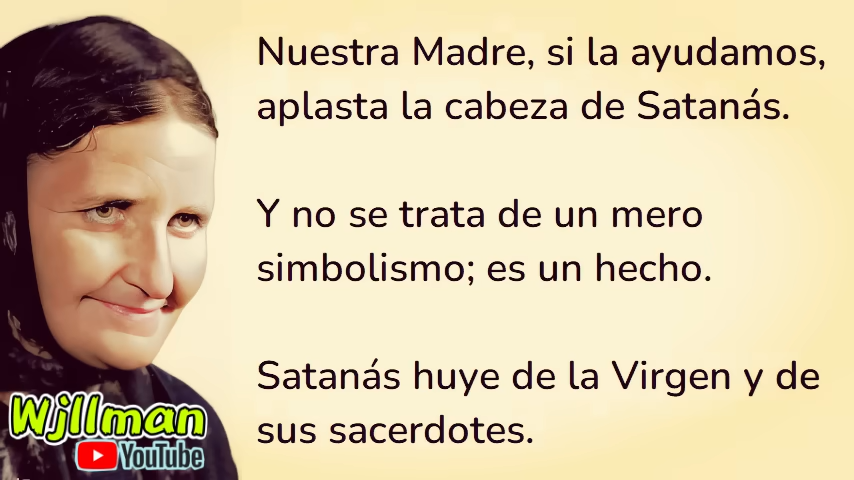 Nuestra Madre, si la ayudamos,
aplasta la cabeza de Satanás.
Y no se trata de un mero
simbolismo; es un hecho.
Satanás huye de la Virgen y de
sus sacerdotes.
Wjllman
YouTube